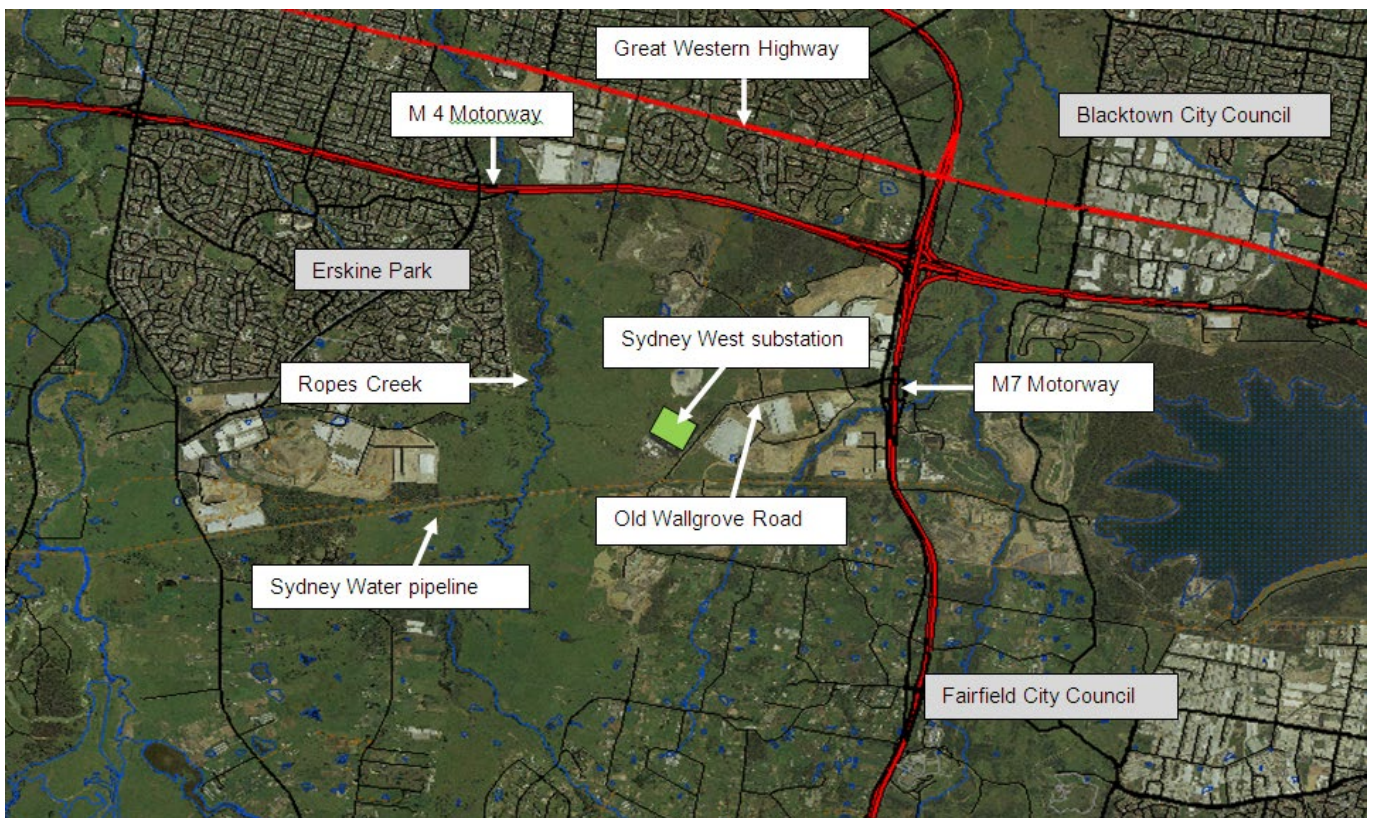 Great Western Highway
M 4 Motorway
Blacktown City Council
Erskine Park
Sydney West substation
Ropes Creek
M7 Motorway
Old Wallgrove Road
Sydney Water pipeline
Fairfield City Council